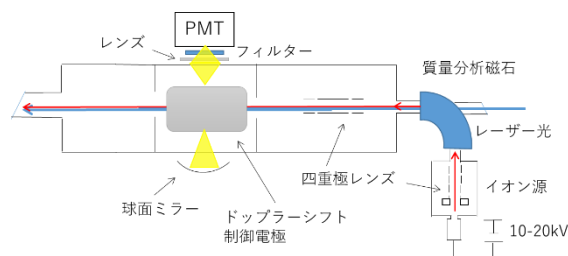 PMT
レンズ
フィルター
質量分析磁石
レーザー光
四重極レンズ
イオン源
球面ミラー
ドップラーシフト
制御電極
10-20kV